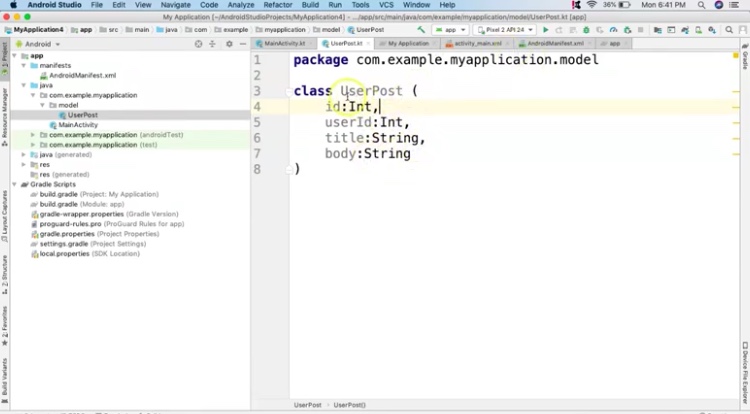 Android Studio File Edit View Navigate Code Analyze Refactor Build Run Tools VCS Window Help 36% Mon 6:41 PM
My Application [~/AndroidStudioProjects/MyApplication4] - .../app/src/main/java/com/example/myapplication/model/UserPost.kt [app]
MyApplication4 app src main java com example myapplication model UserPost.kt app Pixel 2 API 24
Android
MainActivity.kt UserPost.kt My Application activity_main.xml AndroidManifest.xml app
app
manifests
AndroidManifest.xml
java
com.example.myapplication
model
UserPost
MainActivity
com.example.myapplication (androidTest)
com.example.myapplication (test)
java (generated)
res
res (generated)
Gradle Scripts
build.gradle (Project: My Application)
build.gradle (Module: app)
gradle-wrapper.properties (Gradle Version)
proguard-rules.pro (ProGuard Rules for app)
gradle.properties (Project Properties)
settings.gradle (Project Settings)
local.properties (SDK Location)
1 package com.example.myapplication.model
2
3 class UserPost (
4 id:Int,
5 userId:Int,
6 title:String,
7 body:String
8 )
UserPost UserPost()
1: Project
Resource Manager
Layout Captures
Z: Structure
2: Favorites
Build Variants
Gradle
Device File Explorer